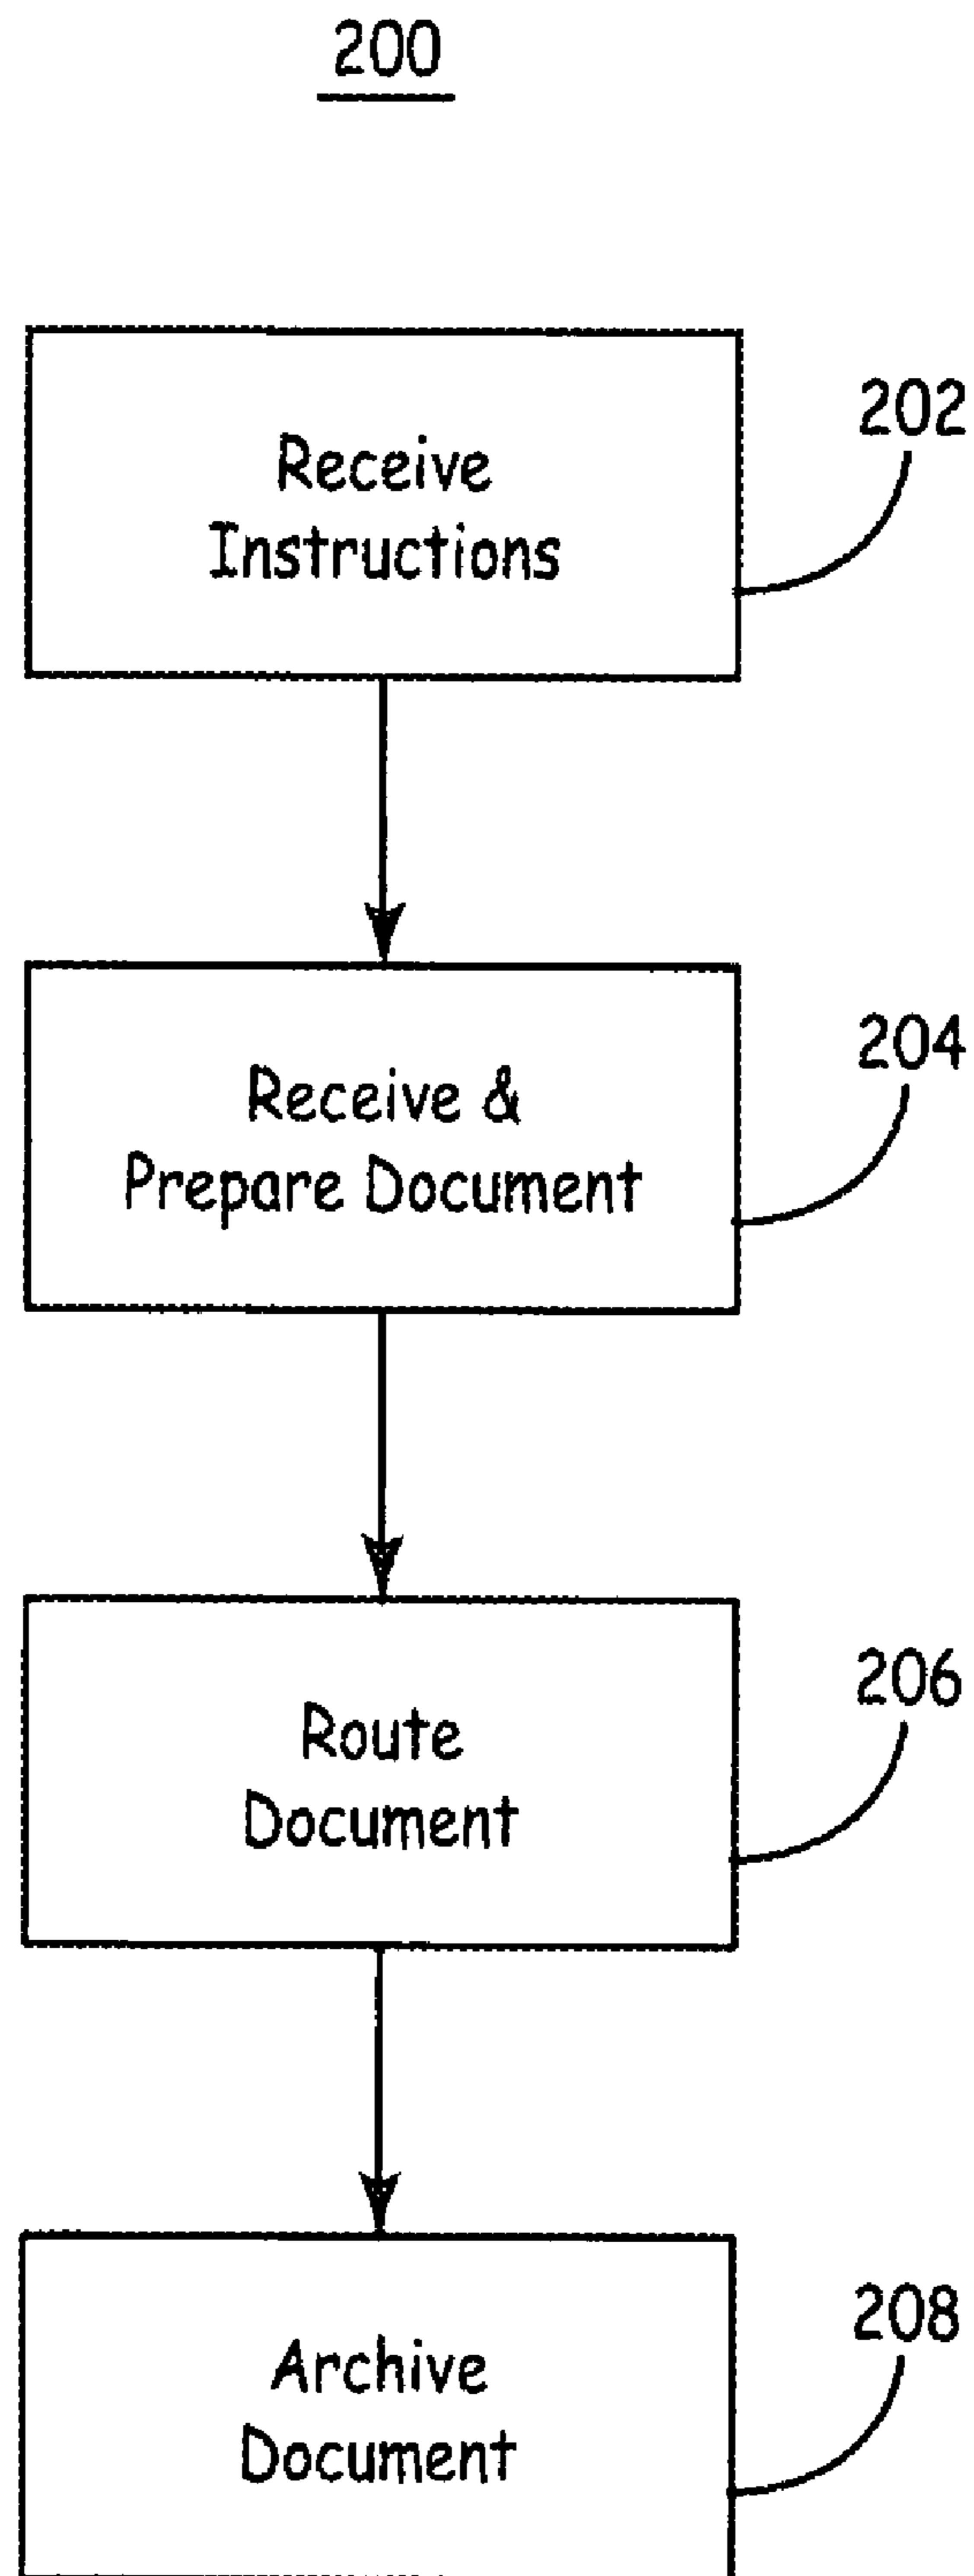 200
Receive
Instructions
202
Receive &
Prepare Document
204
Route
Document
206
Archive
Document
208